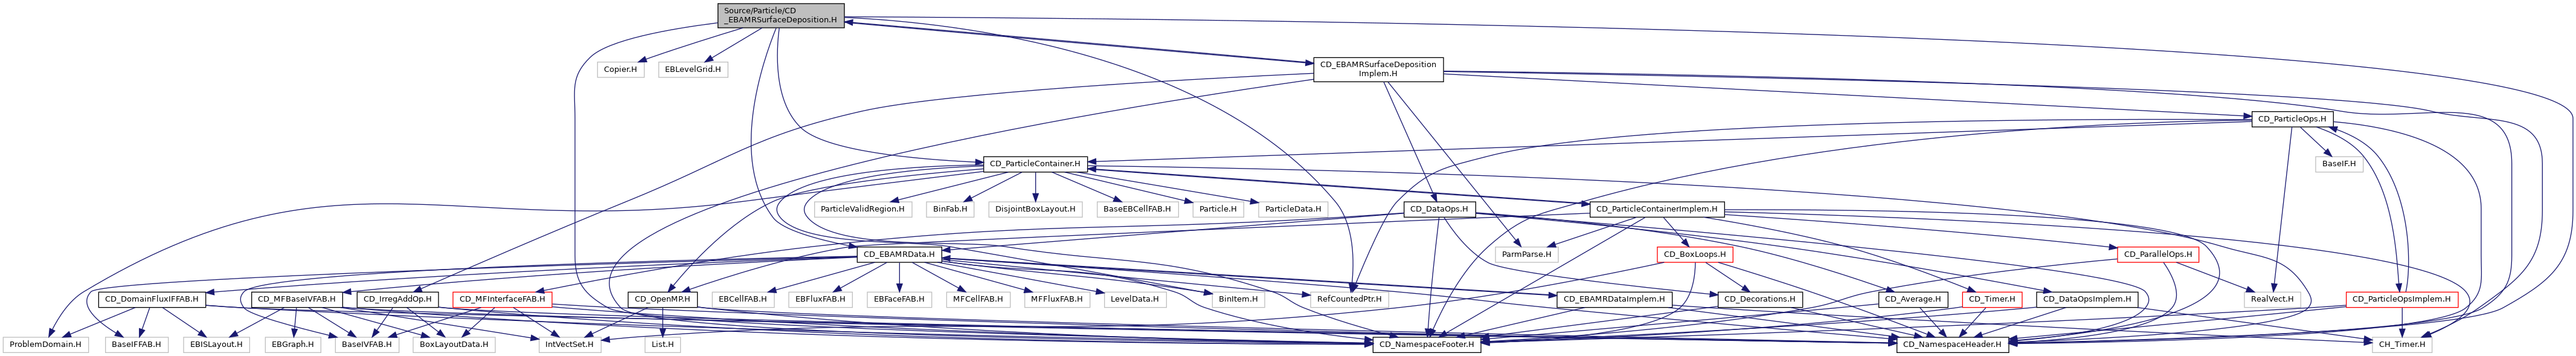 Source/Particle/CD
_EBAMRSurfaceDeposition.H
Copier.H
EBLevelGrid.H
CD_EBAMRSurfaceDeposition
Implem.H
CD_ParticleOps.H
CD_ParticleContainer.H
BaseIF.H
ParticleValidRegion.H
BinFab.H
DisjointBoxLayout.H
BaseEBCellFAB.H
Particle.H
ParticleData.H
CD_DataOps.H
CD_ParticleContainerImplem.H
CD_EBAMRData.H
ParmParse.H
CD_BoxLoops.H
CD_ParallelOps.H
CD_DomainFluxIFFAB.H
CD_MFBaseIVFAB.H
CD_IrregAddOp.H
CD_MFInterfaceFAB.H
CD_OpenMP.H
EBCellFAB.H
EBFluxFAB.H
EBFaceFAB.H
MFCellFAB.H
MFFluxFAB.H
LevelData.H
BinItem.H
RefCountedPtr.H
CD_EBAMRDataImplem.H
CD_Decorations.H
CD_Average.H
CD_Timer.H
CD_DataOpsImplem.H
RealVect.H
CD_ParticleOpsImplem.H
ProblemDomain.H
BaseIFFAB.H
EBISLayout.H
EBGraph.H
BaseIVFAB.H
BoxLayoutData.H
IntVectSet.H
List.H
CD_NamespaceFooter.H
CD_NamespaceHeader.H
CH_Timer.H